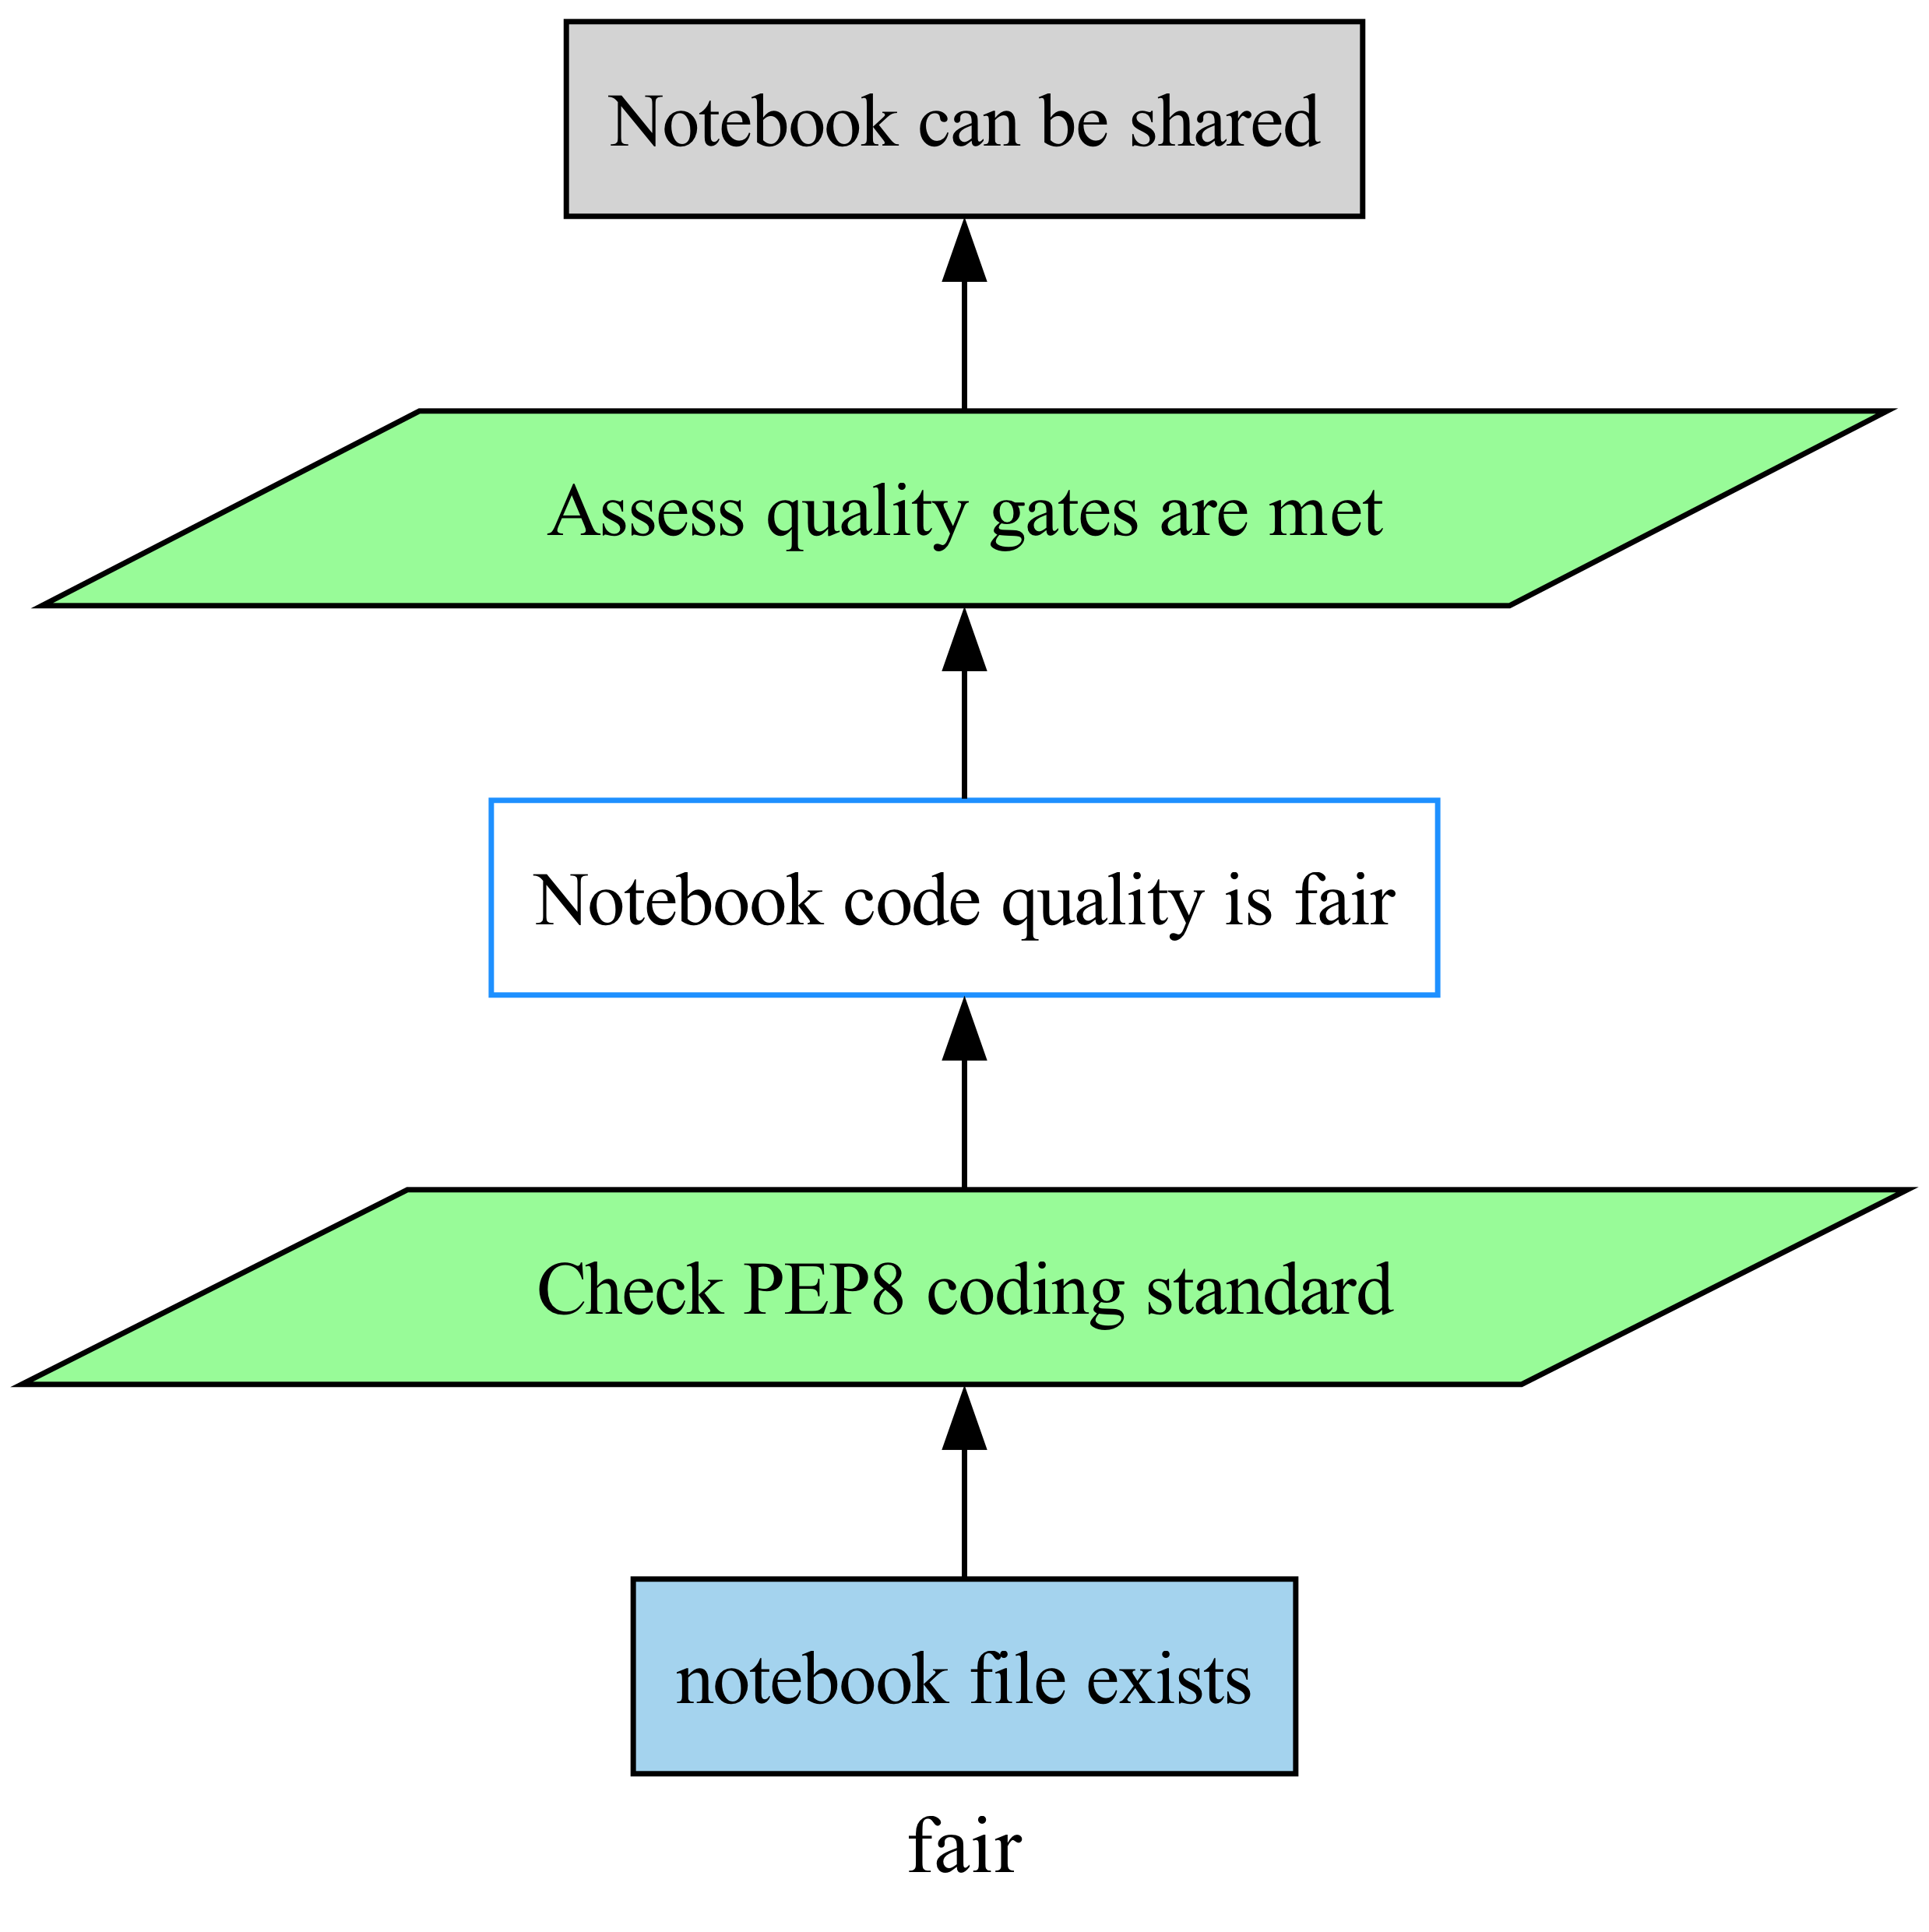 Notebook can be shared
Assess quality gates are met
Notebook code quality is fair
Check PEP8 coding standard
notebook file exists
fair